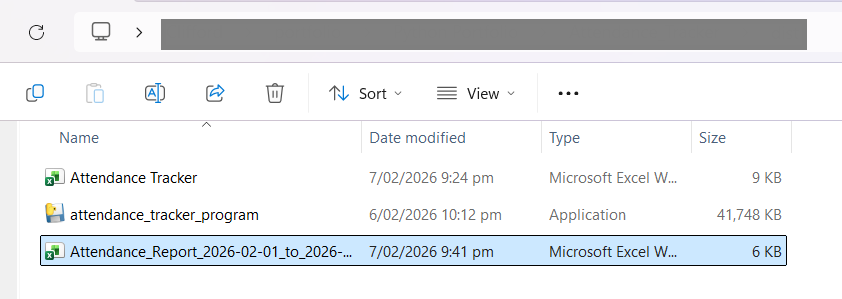 Sort
View
Name Date modified Type Size
Attendance Tracker 7/02/2026 9:24 pm Microsoft Excel W... 9 KB
attendance_tracker_program 6/02/2026 10:12 pm Application 41,748 KB
Attendance_Report_2026-02-01_to_2026-... 7/02/2026 9:41 pm Microsoft Excel W... 6 KB